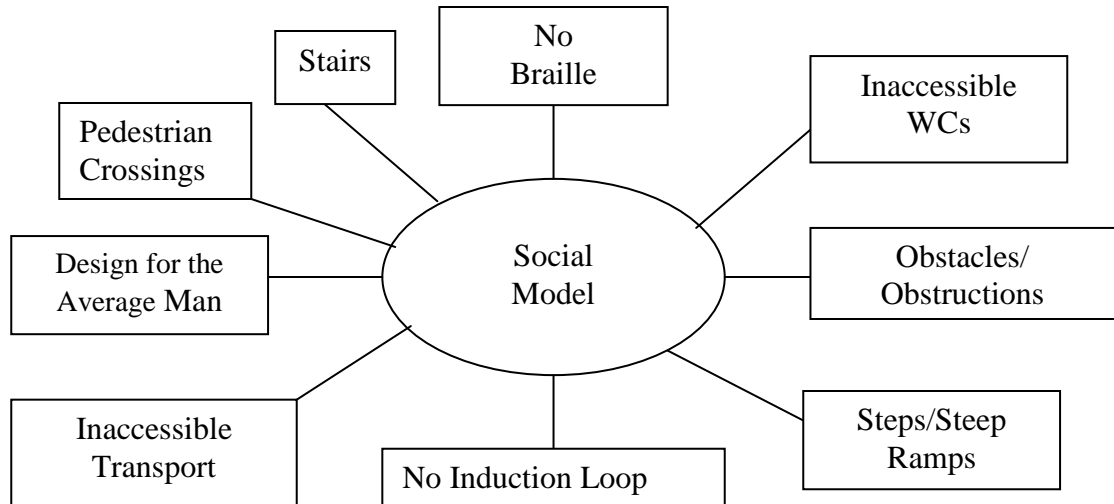 No
Braille
Stairs
Inaccessible
WCs
Pedestrian
Crossings
Social
Model
Design for the
Average Man
Obstacles/
Obstructions
Inaccessible
Transport
No Induction Loop
Steps/Steep
Ramps